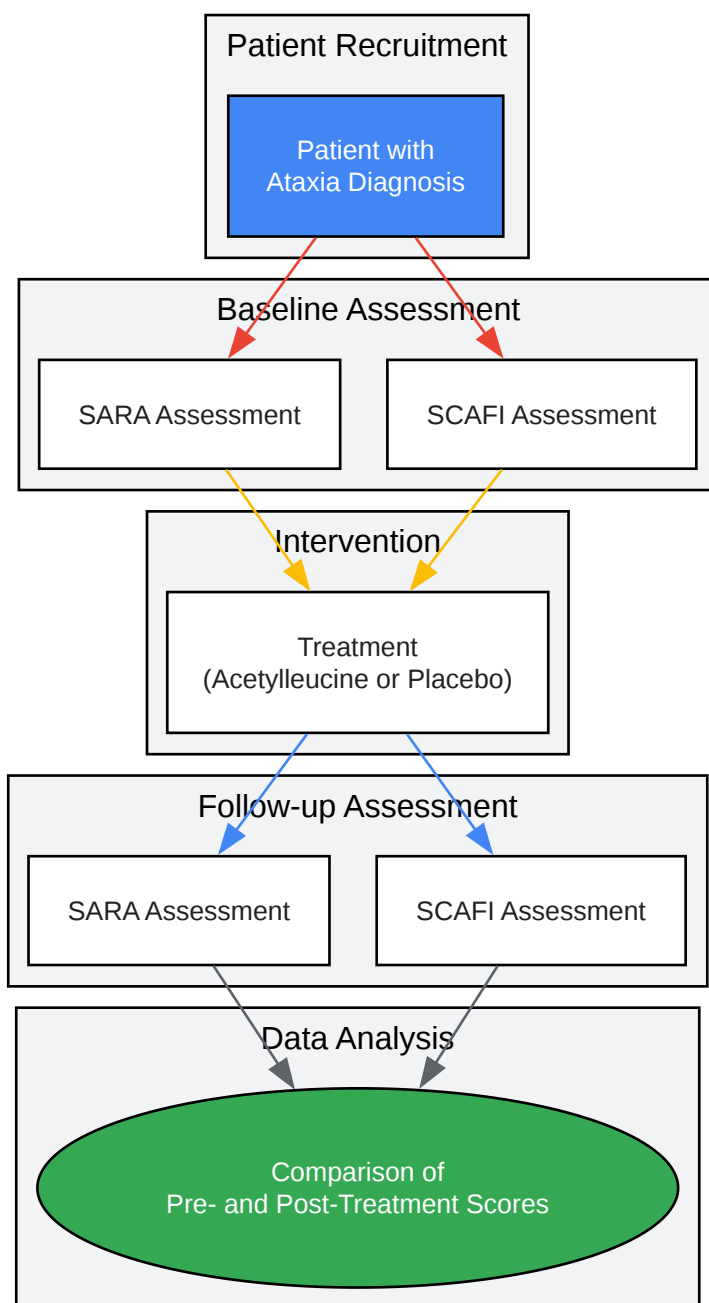 Patient Recruitment
Patient with
Ataxia Diagnosis
Baseline Assessment
SARA Assessment
SCAFI Assessment
Intervention
Treatment
(Acetylleucine or Placebo)
Follow-up Assessment
SARA Assessment
SCAFI Assessment
Data Analysis
Comparison of
Pre- and Post-Treatment Scores